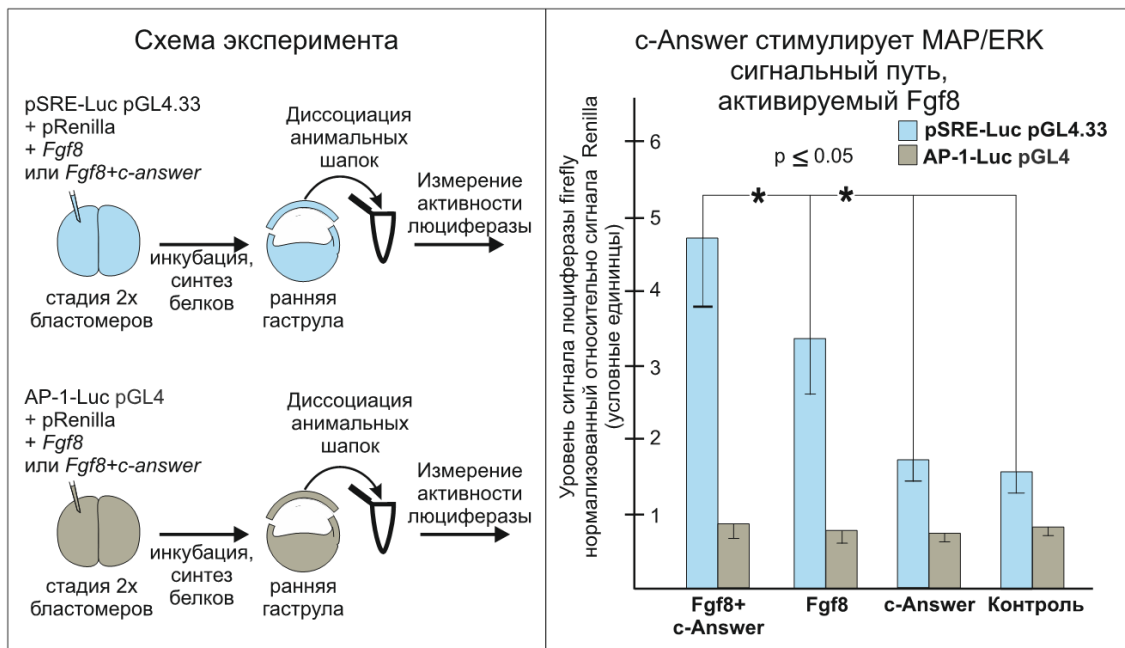 Схема эксперимента
pSRE-Luc pGL4.33
+ pRenilla
+ Fgf8
или Fgf8+c-answer
Диссоциация
анимальных
шапок
Измерение
активности
люциферазы
инкубация,
синтез
белков
стадия 2х
бластомеров
ранняя
гаструла
AP-1-Luc pGL4
+ pRenilla
+ Fgf8
или Fgf8+c-answer
Диссоциация
анимальных
шапок
Измерение
активности
люциферазы
инкубация,
синтез
белков
стадия 2х
бластомеров
ранняя
гаструла
c-Answer стимулирует MAP/ERK
сигнальный путь,
активируемый Fgf8
pSRE-Luc pGL4.33
AP-1-Luc pGL4
p ≤ 0.05
* *
Уровень сигнала люциферазы firefly
нормализованный относительно сигнала Renilla
(условные единицы)
6
5
4
3
2
1
Fgf8+
c-Answer
Fgf8
c-Answer
Контроль